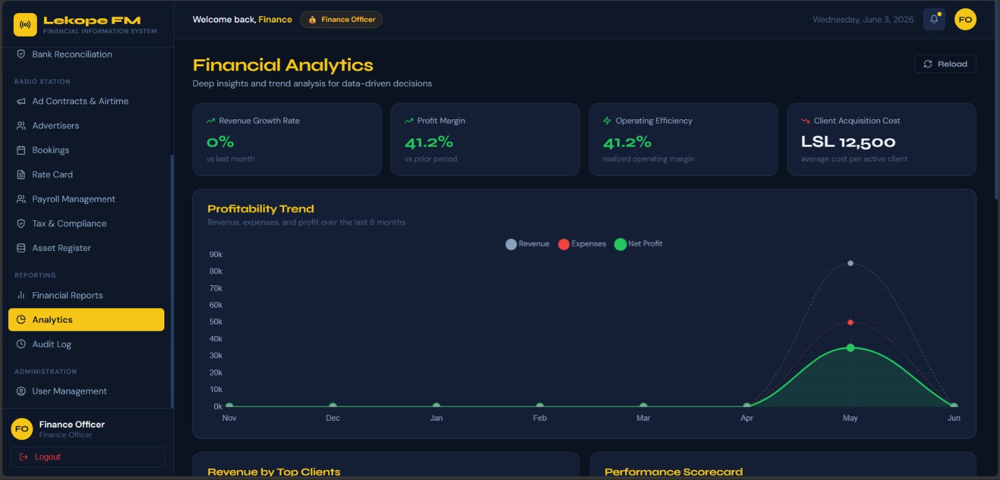 Lekope FM
FINANCIAL INFORMATION SYSTEM
Bank Reconciliation
RADIO STATION
Ad Contracts & Airtime
Advertisers
Bookings
Rate Card
Payroll Management
Tax & Compliance
Asset Register
REPORTING
Financial Reports
Analytics
Audit Log
ADMINISTRATION
User Management
FO
Finance Officer
Finance Officer
Logout
Welcome back, Finance
Finance Officer
Wednesday, June 3, 2026
FO
Financial Analytics
Deep insights and trend analysis for data-driven decisions
Reload
Revenue Growth Rate
0%
vs last month
Profit Margin
41.2%
vs prior period
Operating Efficiency
41.2%
realized operating margin
Client Acquisition Cost
LSL 12,500
average cost per active client
Profitability Trend
Revenue, expenses, and profit over the last 8 months
Revenue Expenses Net Profit
90k
80k
70k
60k
50k
40k
30k
20k
10k
0k
Nov Dec Jan Feb Mar Apr May Jun
Revenue by Top Clients
Performance Scorecard